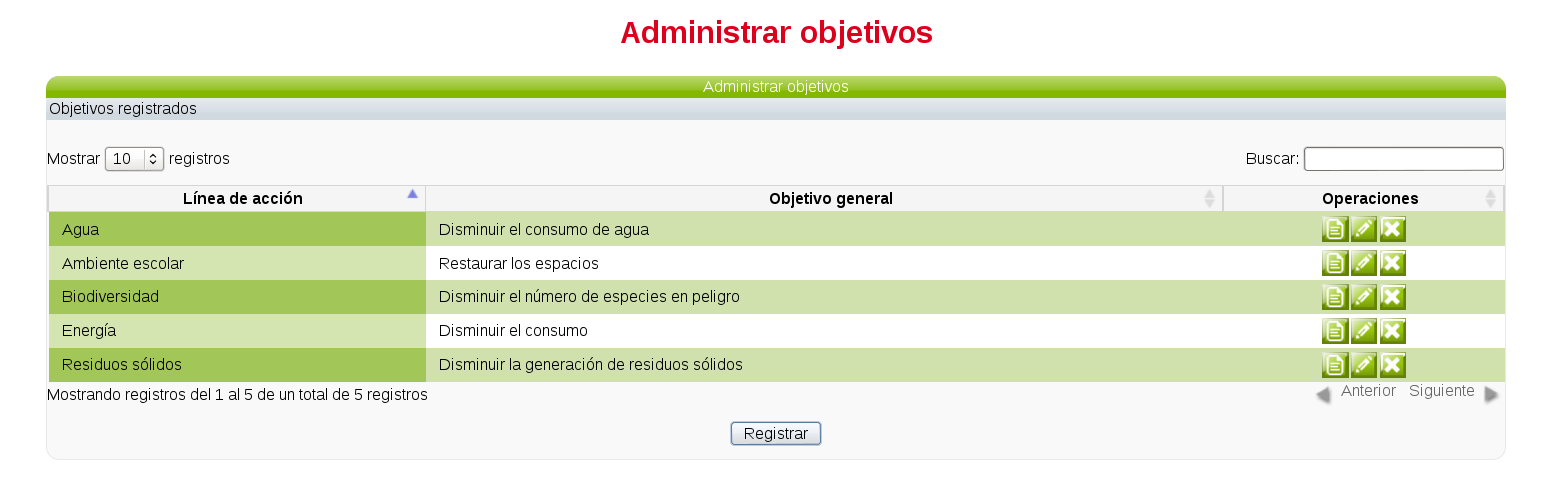 Administrar objetivos
Administrar objetivos
Objetivos registrados
Mostrar 10 registros Buscar:
Línea de acción Objetivo general Operaciones
Agua Disminuir el consumo de agua
Ambiente escolar Restaurar los espacios
Biodiversidad Disminuir el número de especies en peligro
Energía Disminuir el consumo
Residuos sólidos Disminuir la generación de residuos sólidos
Mostrando registros del 1 al 5 de un total de 5 registros Anterior Siguiente
Registrar